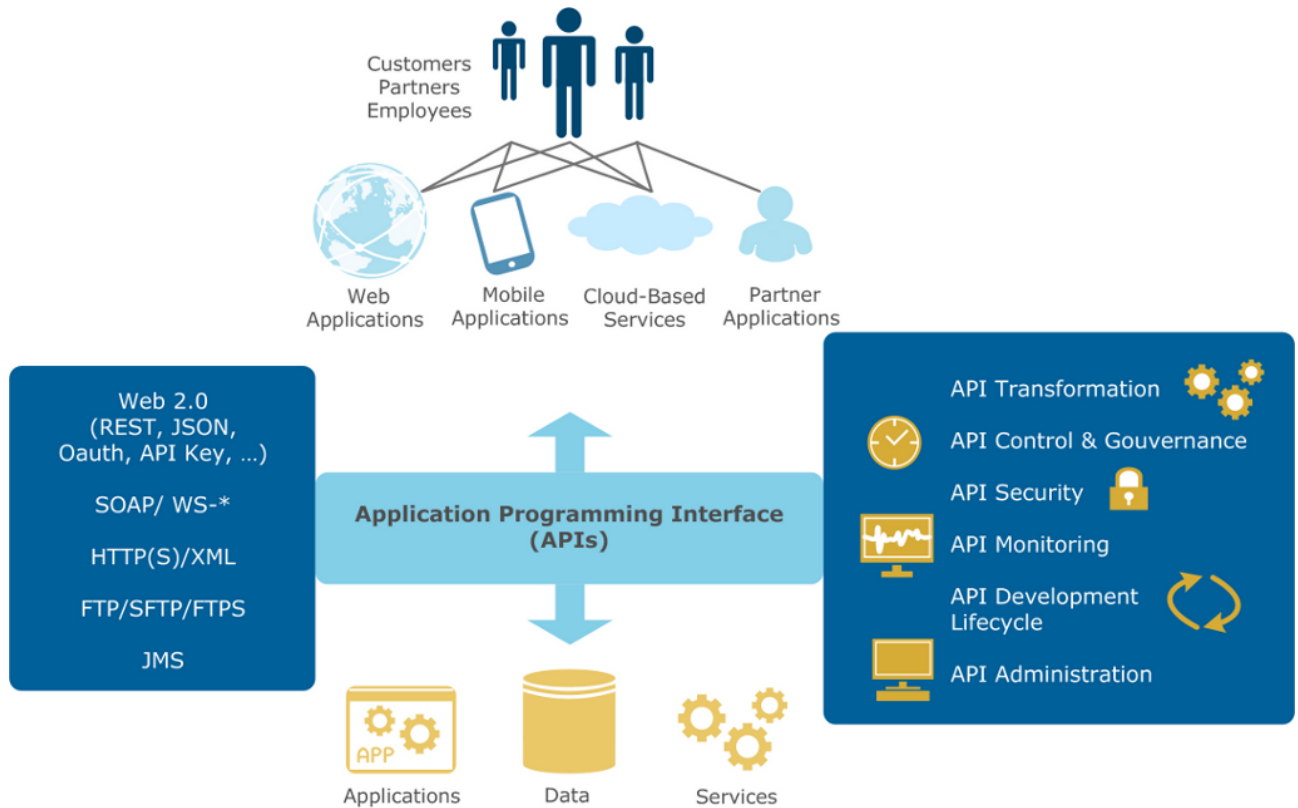 Customers
Partners
Employees
Web
Applications
Mobile
Applications
Cloud-Based
Services
Partner
Applications
Web 2.0
(REST, JSON,
Oauth, API Key, ...)
SOAP/ WS-*
HTTP(S)/XML
FTP/SFTP/FTPS
JMS
Application Programming Interface
(APIs)
API Transformation
API Control & Gouvernance
API Security
API Monitoring
API Development
Lifecycle
API Administration
APP
Applications
Data
Services